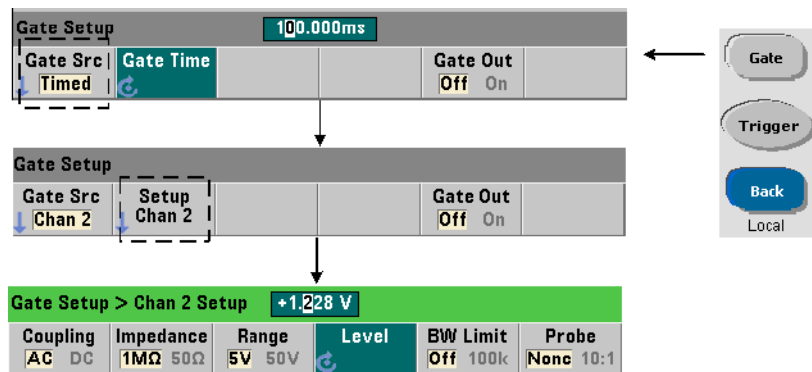 Gate Setup 100.000ms
Gate Src Gate Time Gate Out
Timed Off On
Gate
Trigger
Back
Local
Gate Setup
Gate Src Setup Gate Out
Chan 2 Chan 2 Off On
Gate Setup > Chan 2 Setup +1.228 V
Coupling Impedance Range Level BW Limit Probe
AC DC 1MΩ 50Ω 5V 50V Off 100k None 10:1